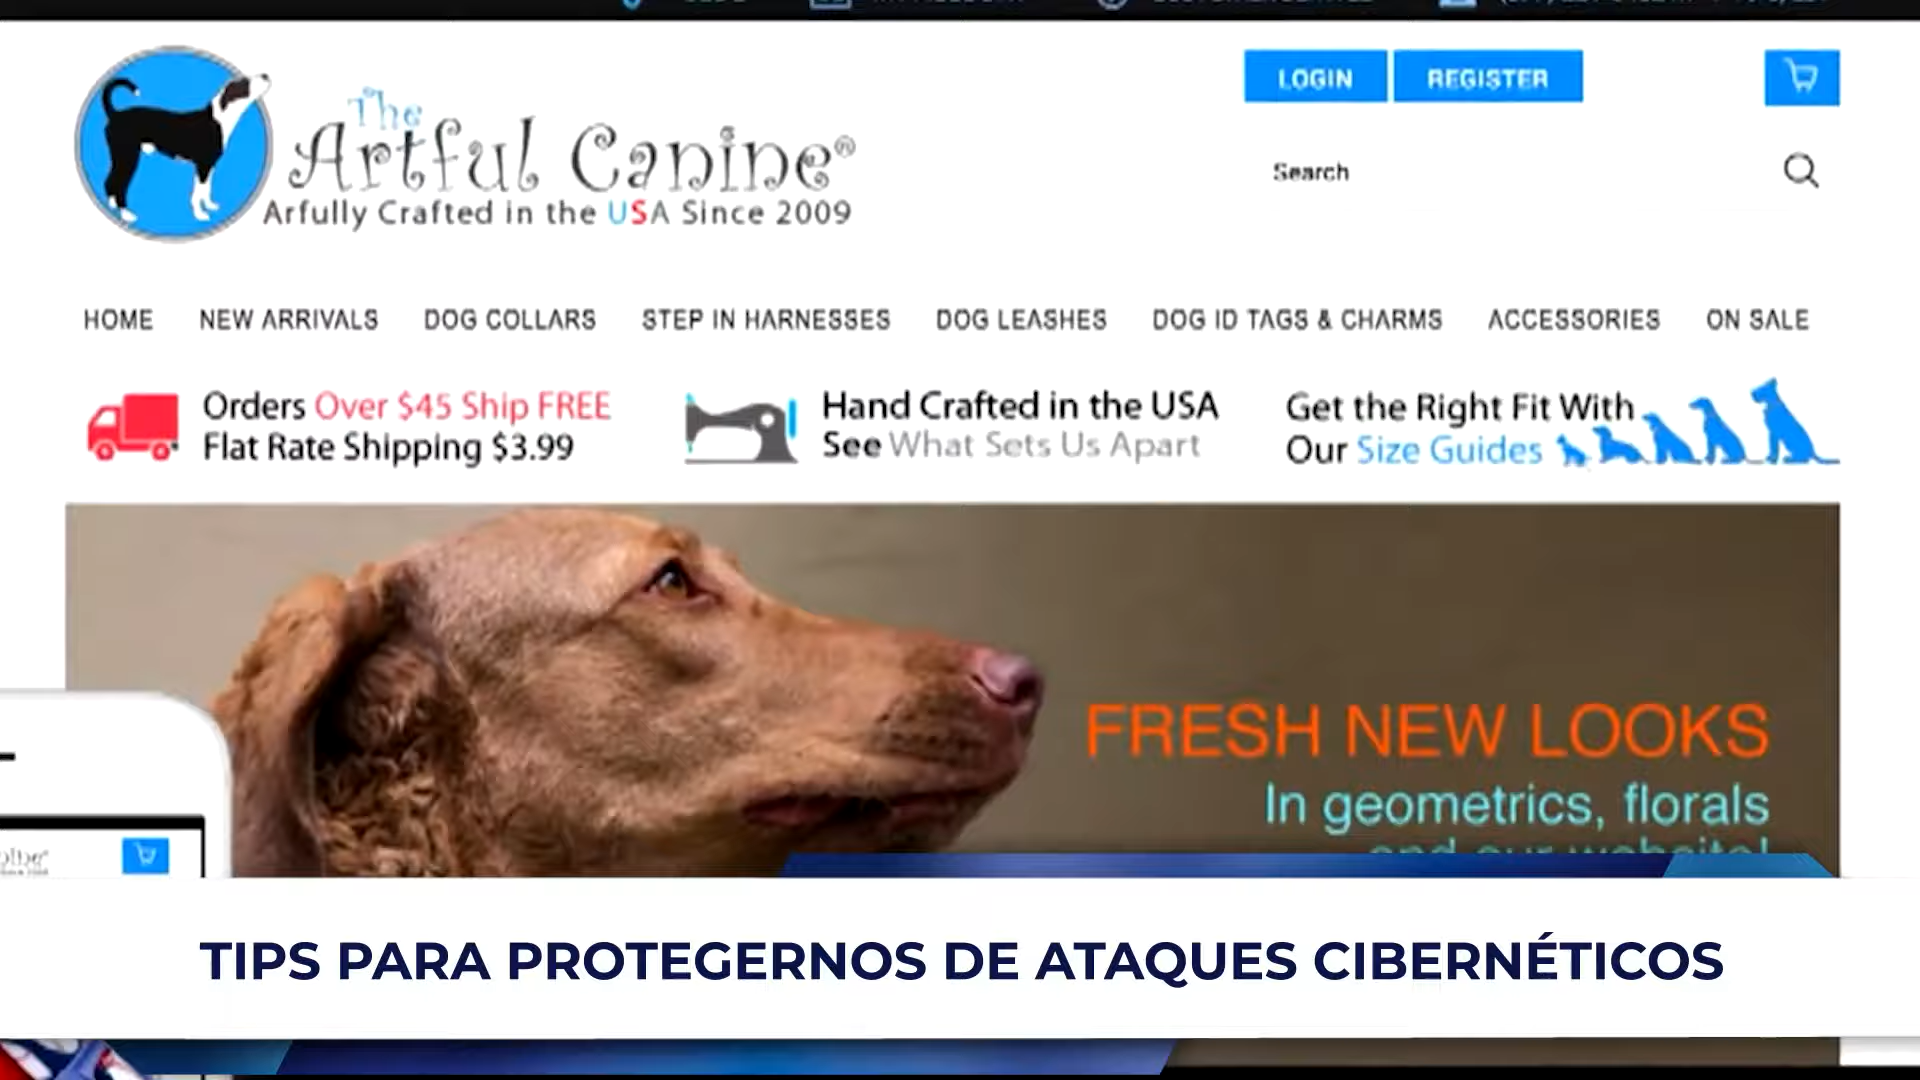 LOGIN
REGISTER
The
Artful Canine®
Arfully Crafted in the USA Since 2009
Search
HOME
NEW ARRIVALS
DOG COLLARS
STEP IN HARNESSES
DOG LEASHES
DOG ID TAGS & CHARMS
ACCESSORIES
ON SALE
Orders Over $45 Ship FREE
Flat Rate Shipping $3.99
Hand Crafted in the USA
See What Sets Us Apart
Get the Right Fit With
Our Size Guides
FRESH NEW LOOKS
In geometrics, florals
and our website!
TIPS PARA PROTEGERNOS DE ATAQUES CIBERNÉTICOS